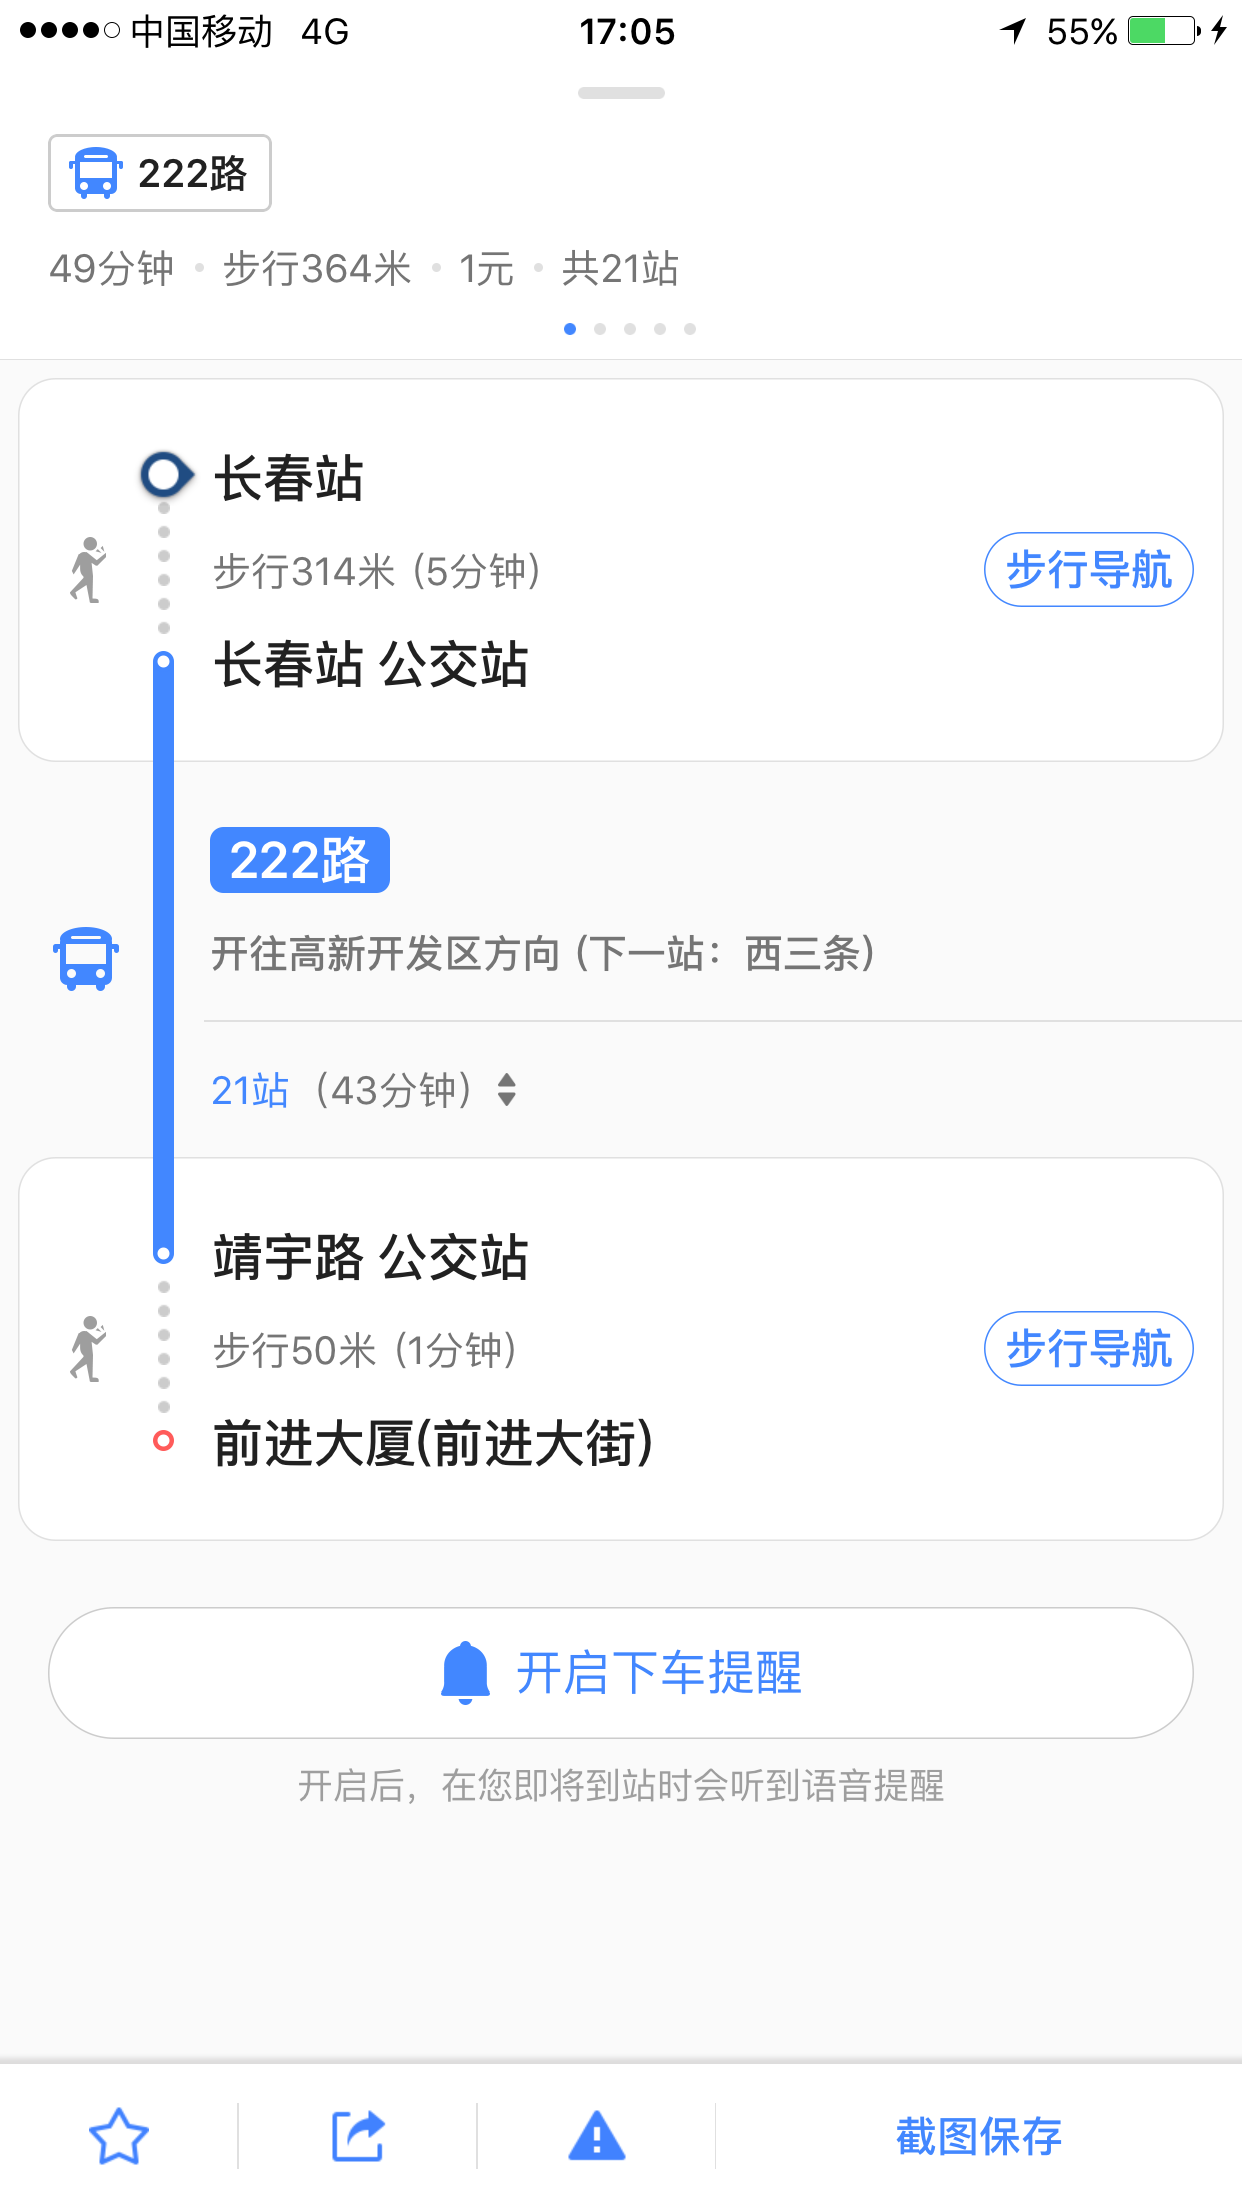 中国移动 4G 17:05 55%
222路
49分钟 · 步行364米 · 1元 · 共21站
长春站
步行314米 (5分钟)
步行导航
长春站 公交站
222路
开往高新开发区方向 (下一站：西三条)
21站 (43分钟)
靖宇路 公交站
步行50米 (1分钟)
步行导航
前进大厦(前进大街)
开启下车提醒
开启后，在您即将到站时会听到语音提醒
截图保存